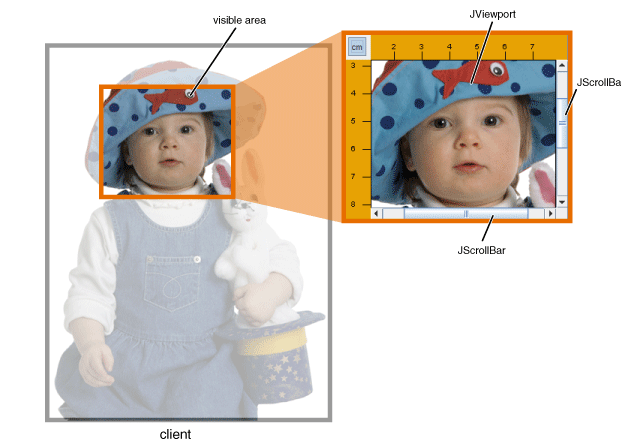 visible area
JViewport
cm
2 3 4 5 6 7
3
4
5
6
7
8
JScrollBa
JScrollBar
client